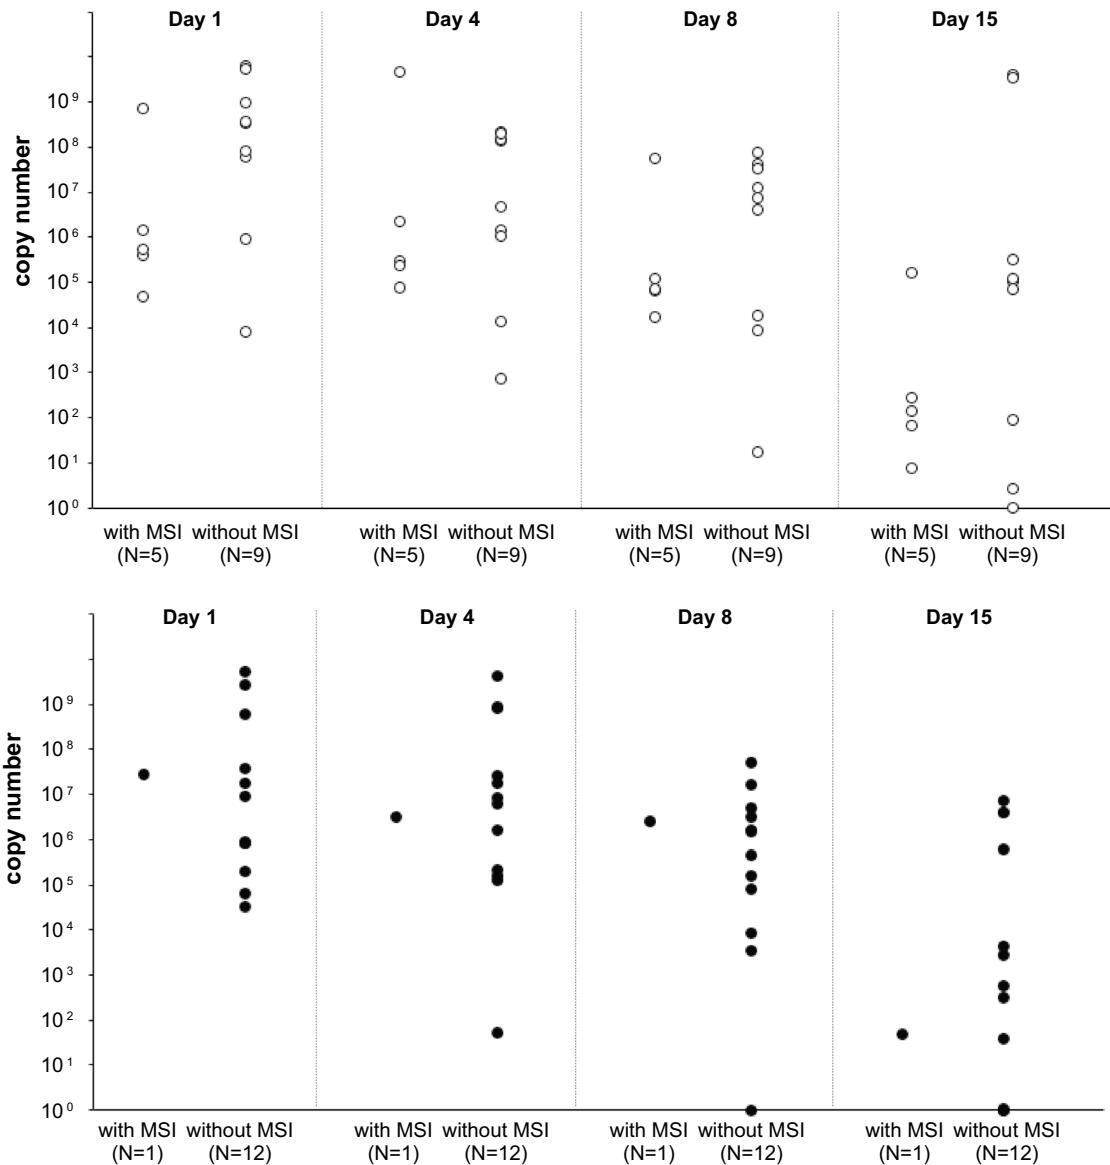 Day 1 Day 4 Day 8 Day 15
copy number
10⁹
10⁸
10⁷
10⁶
10⁵
10⁴
10³
10²
10¹
10⁰
with MSI without MSI with MSI without MSI with MSI without MSI with MSI without MSI
(N=5) (N=9) (N=5) (N=9) (N=5) (N=9) (N=5) (N=9)
Day 1 Day 4 Day 8 Day 15
copy number
10⁹
10⁸
10⁷
10⁶
10⁵
10⁴
10³
10²
10¹
10⁰
with MSI without MSI with MSI without MSI with MSI without MSI with MSI without MSI
(N=1) (N=12) (N=1) (N=12) (N=1) (N=12) (N=1) (N=12)